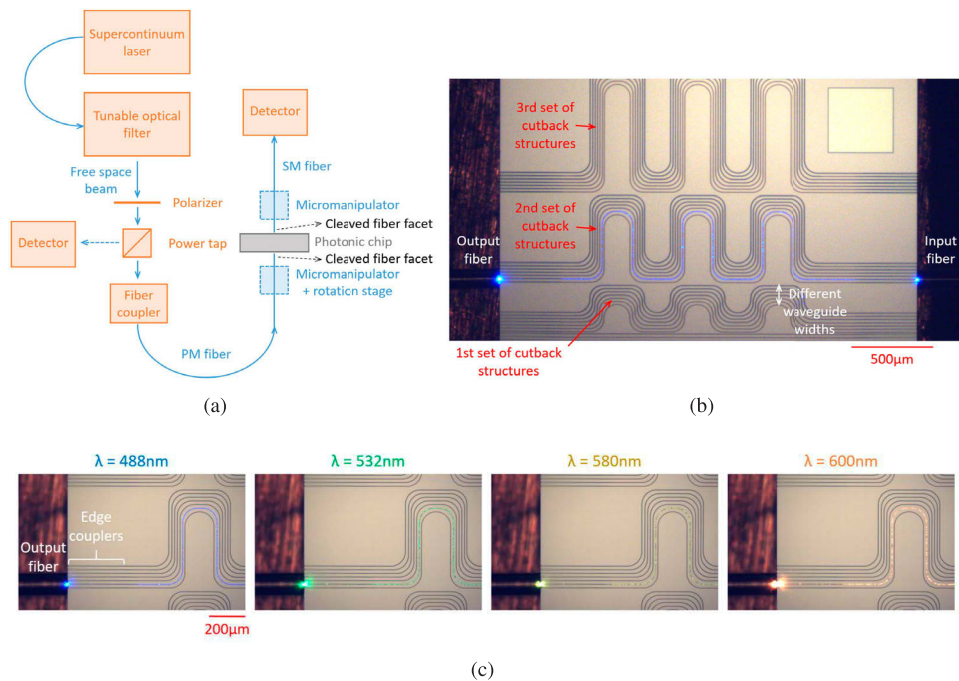 Supercontinuum
laser
Tunable optical
filter
Free space
beam
Polarizer
Detector
Power tap
Fiber
coupler
PM fiber
Detector
SM fiber
Micromanipulator
Cleaved fiber facet
Photonic chip
Cleaved fiber facet
Micromanipulator
+ rotation stage
(a)
3rd set of
cutback
structures
2nd set of
cutback
structures
Output
fiber
Input
fiber
Different
waveguide
widths
1st set of cutback
structures
500μm
(b)
λ = 488nm
λ = 532nm
λ = 580nm
λ = 600nm
Edge
couplers
Output
fiber
200μm
(c)